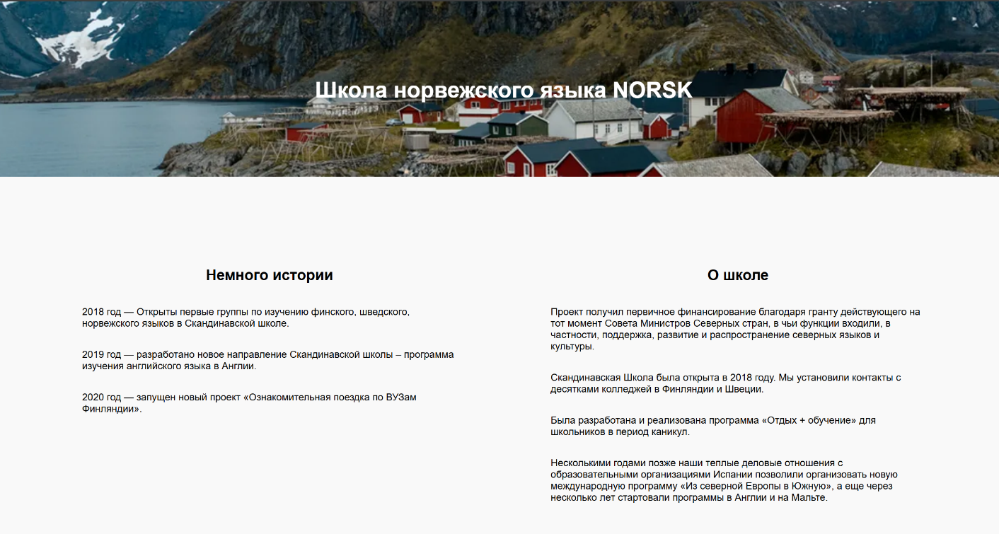 Школа норвежского языка NORSK
Немного истории
2018 год — Открыты первые группы по изучению финского, шведского,
норвежского языков в Скандинавской школе.
2019 год — разработано новое направление Скандинавской школы – программа
изучения английского языка в Англии.
2020 год — запущен новый проект «Ознакомительная поездка по ВУЗам
Финляндии».
О школе
Проект получил первичное финансирование благодаря гранту действующего на
тот момент Совета Министров Северных стран, в чьи функции входили, в
частности, поддержка, развитие и распространение северных языков и
культуры.
Скандинавская Школа была открыта в 2018 году. Мы установили контакты с
десятками колледжей в Финляндии и Швеции.
Была разработана и реализована программа «Отдых + обучение» для
школьников в период каникул.
Несколькими годами позже наши теплые деловые отношения с
образовательными организациями Испании позволили организовать новую
международную программу «Из северной Европы в Южную», а еще через
несколько лет стартовали программы в Англии и на Мальте.